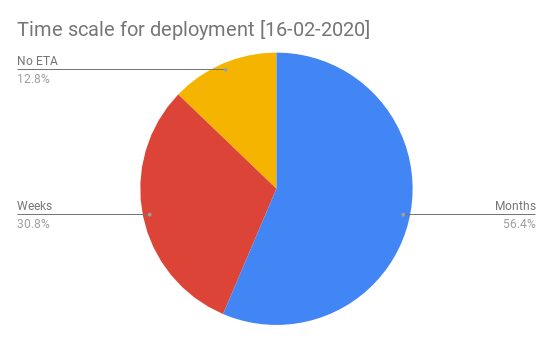 Time scale for deployment [16-02-2020]
No ETA
12.8%
Weeks
30.8%
Months
56.4%